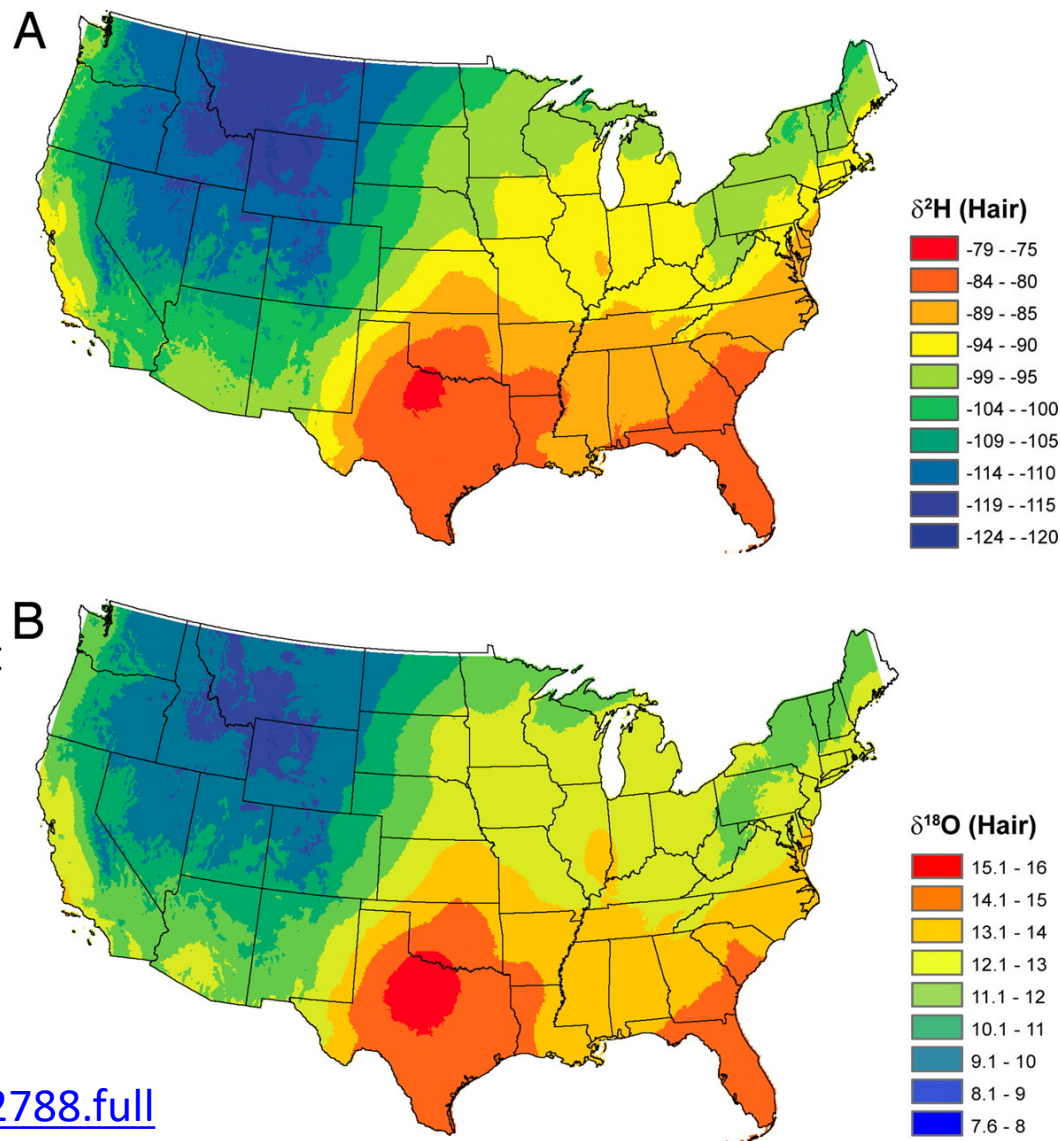 A
δ²H (Hair)
-79 - -75
-84 - -80
-89 - -85
-94 - -90
-99 - -95
-104 - -100
-109 - -105
-114 - -110
-119 - -115
-124 - -120
B
δ¹⁸O (Hair)
15.1 - 16
14.1 - 15
13.1 - 14
12.1 - 13
11.1 - 12
10.1 - 11
9.1 - 10
8.1 - 9
7.6 - 8
2788.full